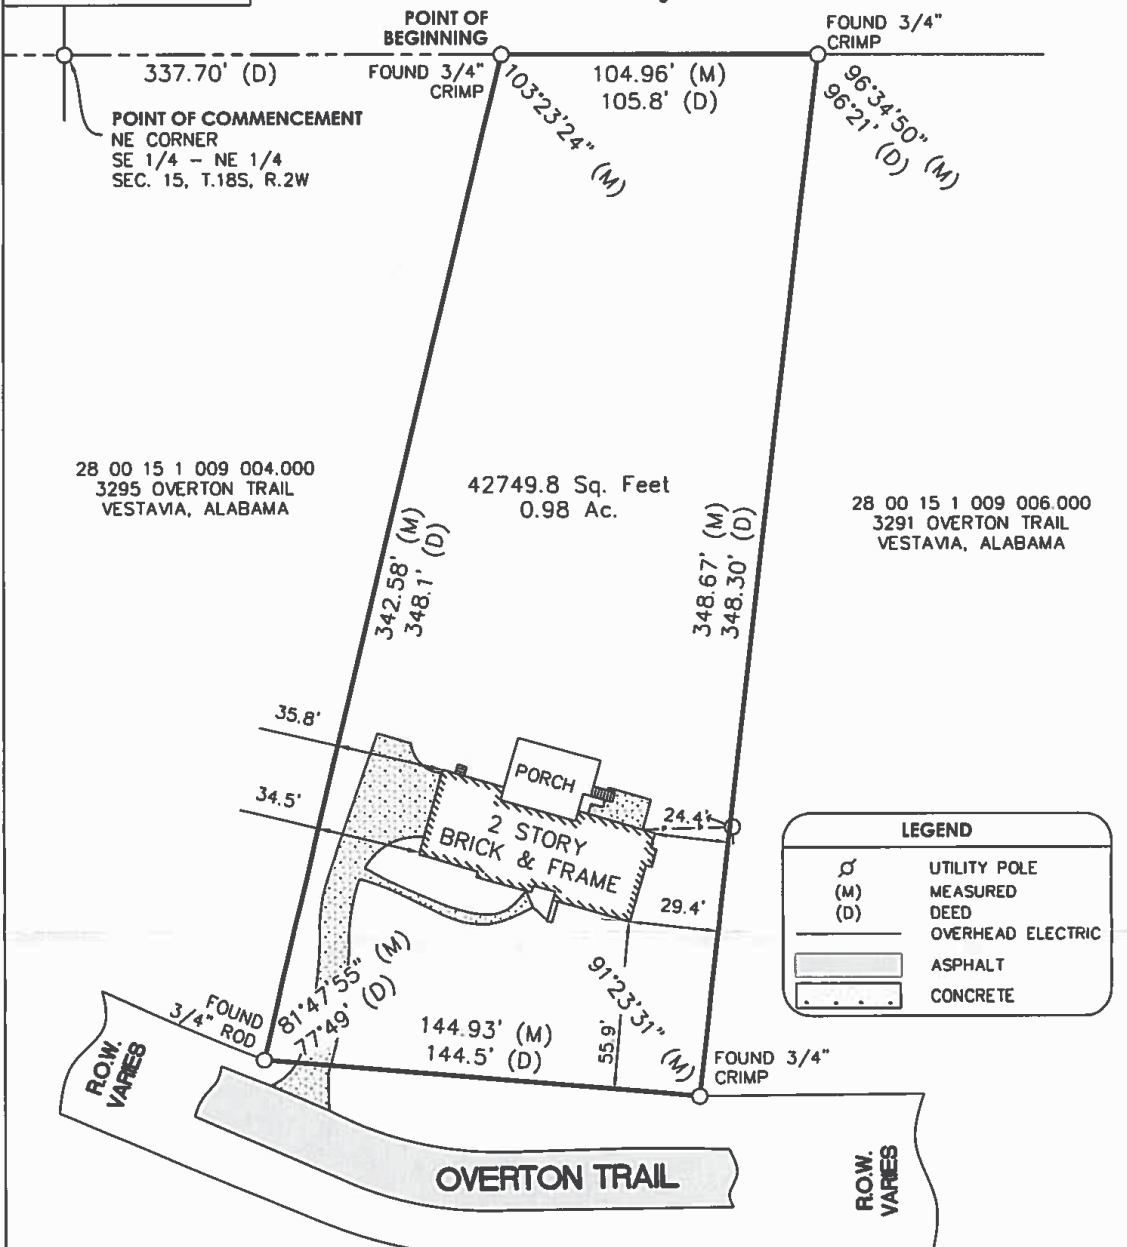 POINT OF
BEGINNING
FOUND 3/4"
CRIMP
337.70' (D)
FOUND 3/4"
CRIMP
104.96' (M)
105.8' (D)
103°23'24" (M)
96°34'50" (M)
96°21' (D)
POINT OF COMMENCEMENT
NE CORNER
SE 1/4 - NE 1/4
SEC. 15, T.18S, R.2W
28 00 15 1 009 004.000
3295 OVERTON TRAIL
VESTAVIA, ALABAMA
42749.8 Sq. Feet
0.98 Ac.
28 00 15 1 009 006.000
3291 OVERTON TRAIL
VESTAVIA, ALABAMA
342.58' (M)
348.1' (D)
348.67' (M)
348.30' (D)
35.8'
34.5'
PORCH
2 STORY
BRICK & FRAME
24.4'
29.4'
LEGEND
UTILITY POLE
(M) MEASURED
(D) DEED
OVERHEAD ELECTRIC
ASPHALT
CONCRETE
81°47'55" (M)
77°49' (D)
91°23'31" (M)
55.9'
FOUND
3/4" ROD
144.93' (M)
144.5' (D)
FOUND 3/4"
CRIMP
R.O.W.
VARIES
OVERTON TRAIL
R.O.W.
VARIES